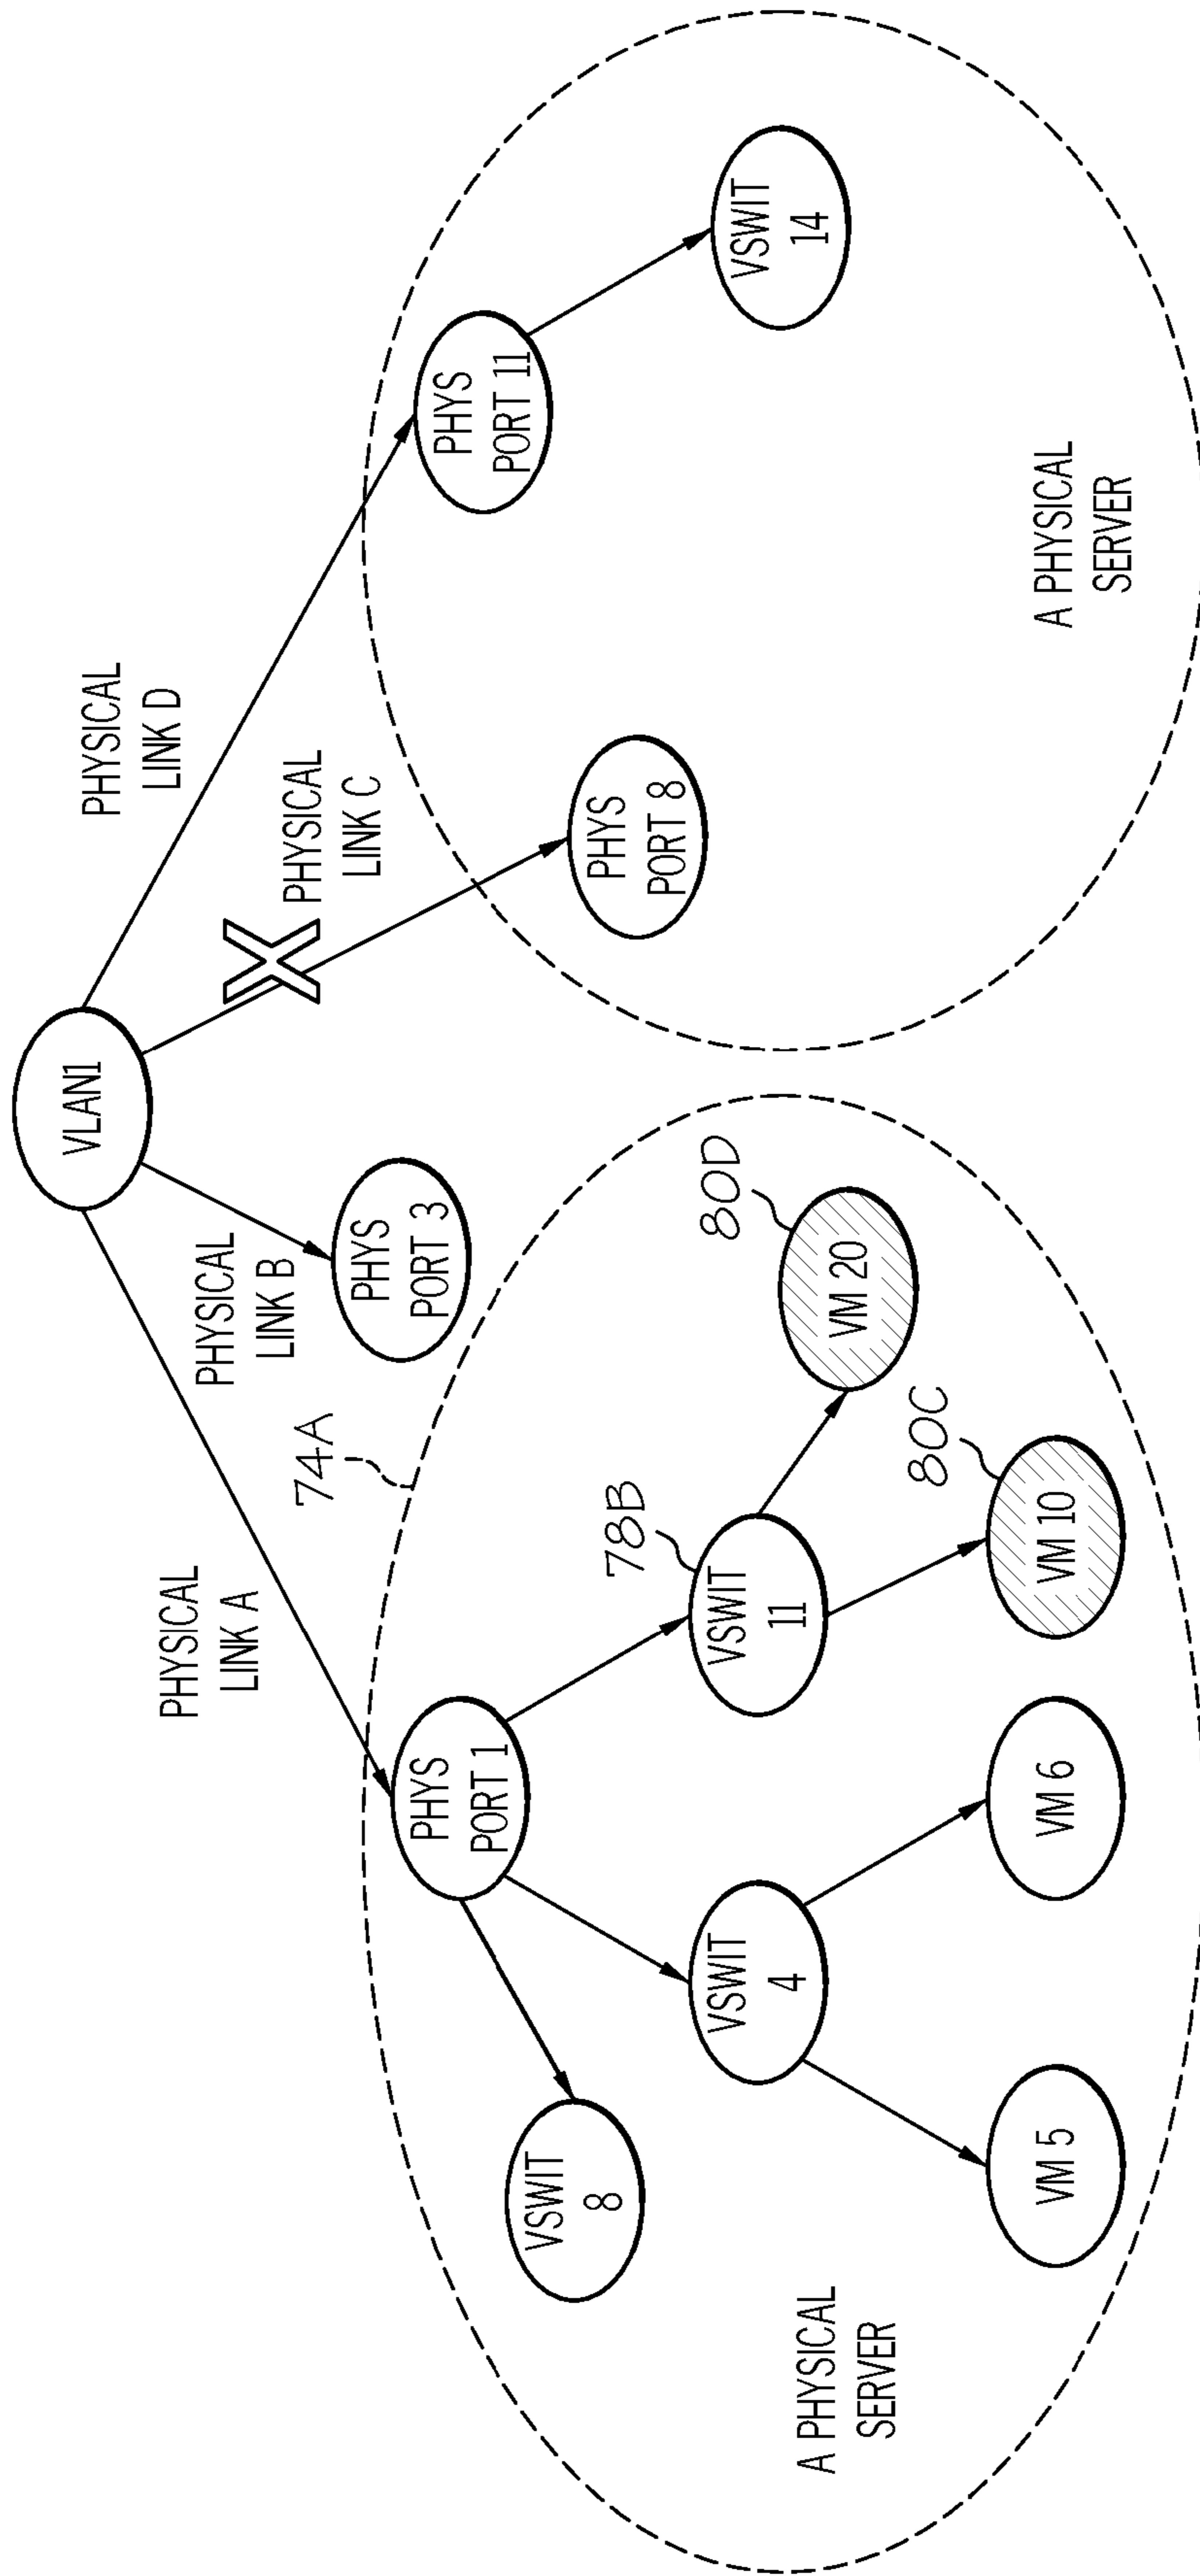 VLAN1
PHYSICAL
LINK A
PHYSICAL
LINK B
PHYSICAL
LINK C
PHYSICAL
LINK D
X
PHYS
PORT 1
PHYS
PORT 3
PHYS
PORT 8
PHYS
PORT 11
74A
VSWIT
8
VSWIT
4
VSWIT
11
78B
VSWIT
14
VM 5
VM 6
VM 10
80C
VM 20
80D
A PHYSICAL
SERVER
A PHYSICAL
SERVER